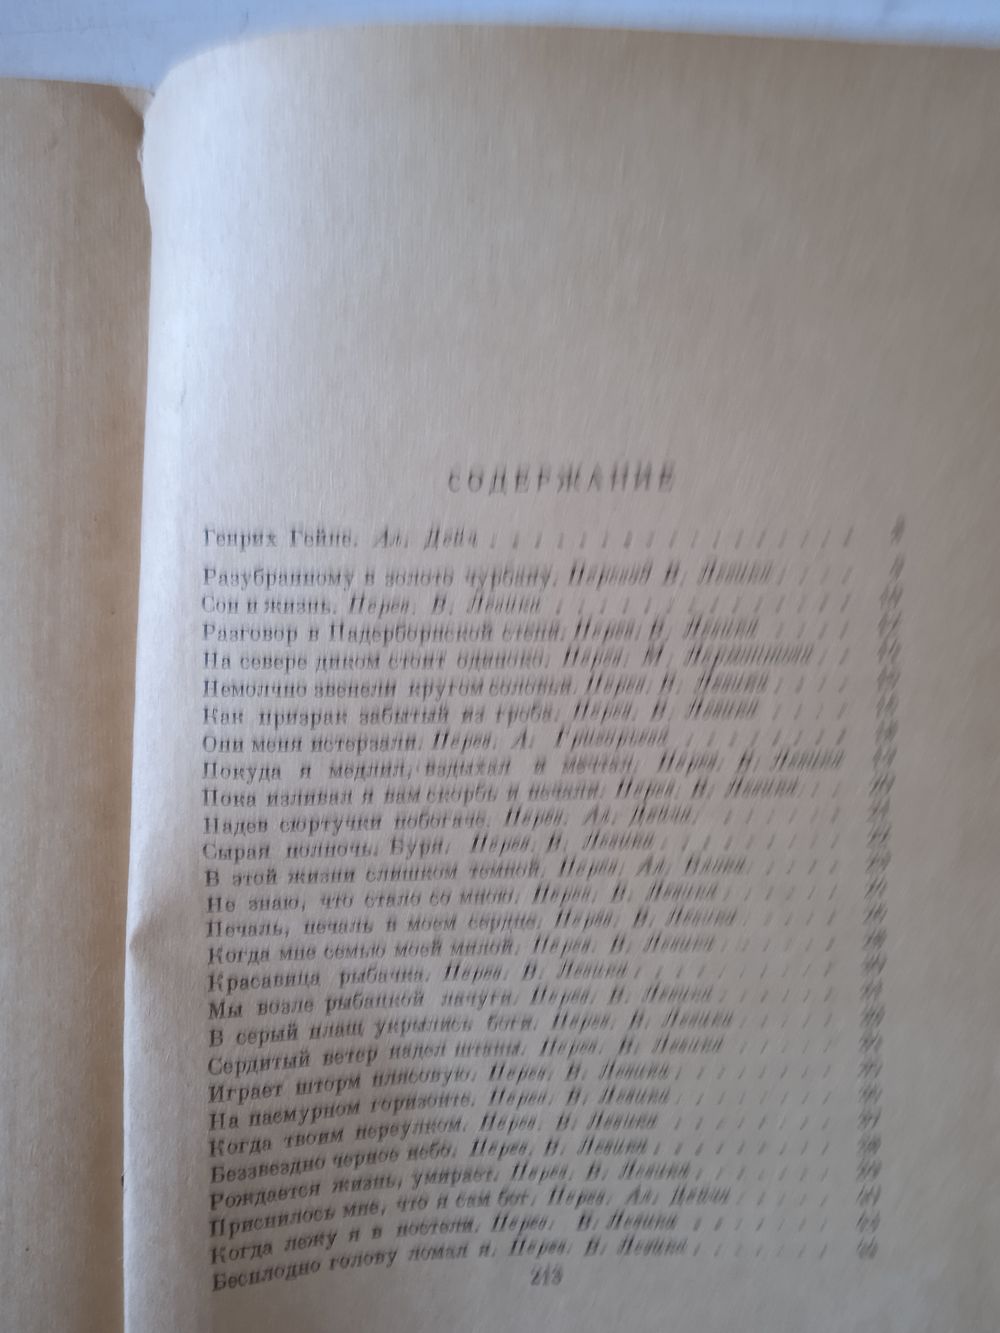 СОДЕРЖАНИЕ
Генрих Гейне. Ал. Дейч
Разубранному в золото чурбану. Перевод В. Левика
Сон и жизнь. Перев. В. Левика
Разговор в Падерборнской степи. Перев. В. Левика
На севере диком стоит одиноко. Перев. М. Лермонтова
Немолчно звенели кругом соловьи. Перев. В. Левика
Как призрак забытый из гроба. Перев. В. Левика
Они меня истерзали. Перев. А. Григорьева
Покуда я медлил, вздыхал и мечтал. Перев. В. Левика
Пока изливал я вам скорбь и печали. Перев. В. Левика
Надев сюртучки побогаче. Перев. Ал. Дейча
Сырая полночь. Буря. Перев. В. Левика
В этой жизни слишком темной. Перев. Ал. Блока
Не знаю, что стало со мною. Перев. В. Левика
Печаль, печаль в моем сердце. Перев. В. Левика
Когда мне семью моей милой. Перев. В. Левика
Красавица рыбачка. Перев. В. Левика
Мы возле рыбацкой лачуги. Перев. В. Левика
В серый плащ укрылись боги. Перев. В. Левика
Сердитый ветер надел штаны. Перев. В. Левика
Играет шторм плясовую. Перев. В. Левика
На пасмурном горизонте. Перев. В. Левика
Когда твоим переулком. Перев. В. Левика
Беззвездно черное небо. Перев. В. Левика
Рождается жизнь, умирает. Перев. В. Левика
Приснилось мне, что я сам бог. Перев. Ал. Дейча
Когда лежу я в постели. Перев. В. Левика
Бесплодно голову ломал я. Перев. В. Левика
213